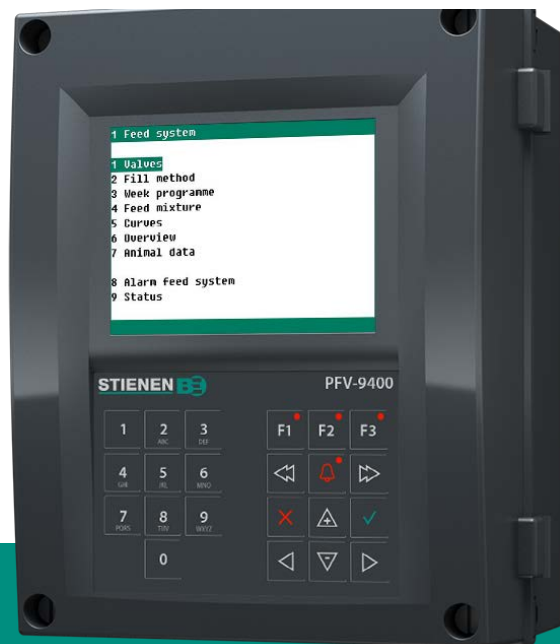 1 Feed system
1 Valves
2 Fill method
3 Week programme
4 Feed mixture
5 Curves
6 Overview
7 Animal data
8 Alarm feed system
9 Status
STIENEN BE
PFV-9400
1 2 3 F1 F2 F3
ABC DEF
4 5 6
GHI JKL MNO
7 8 9 + 
PQRS TUV WXYZ
0 -